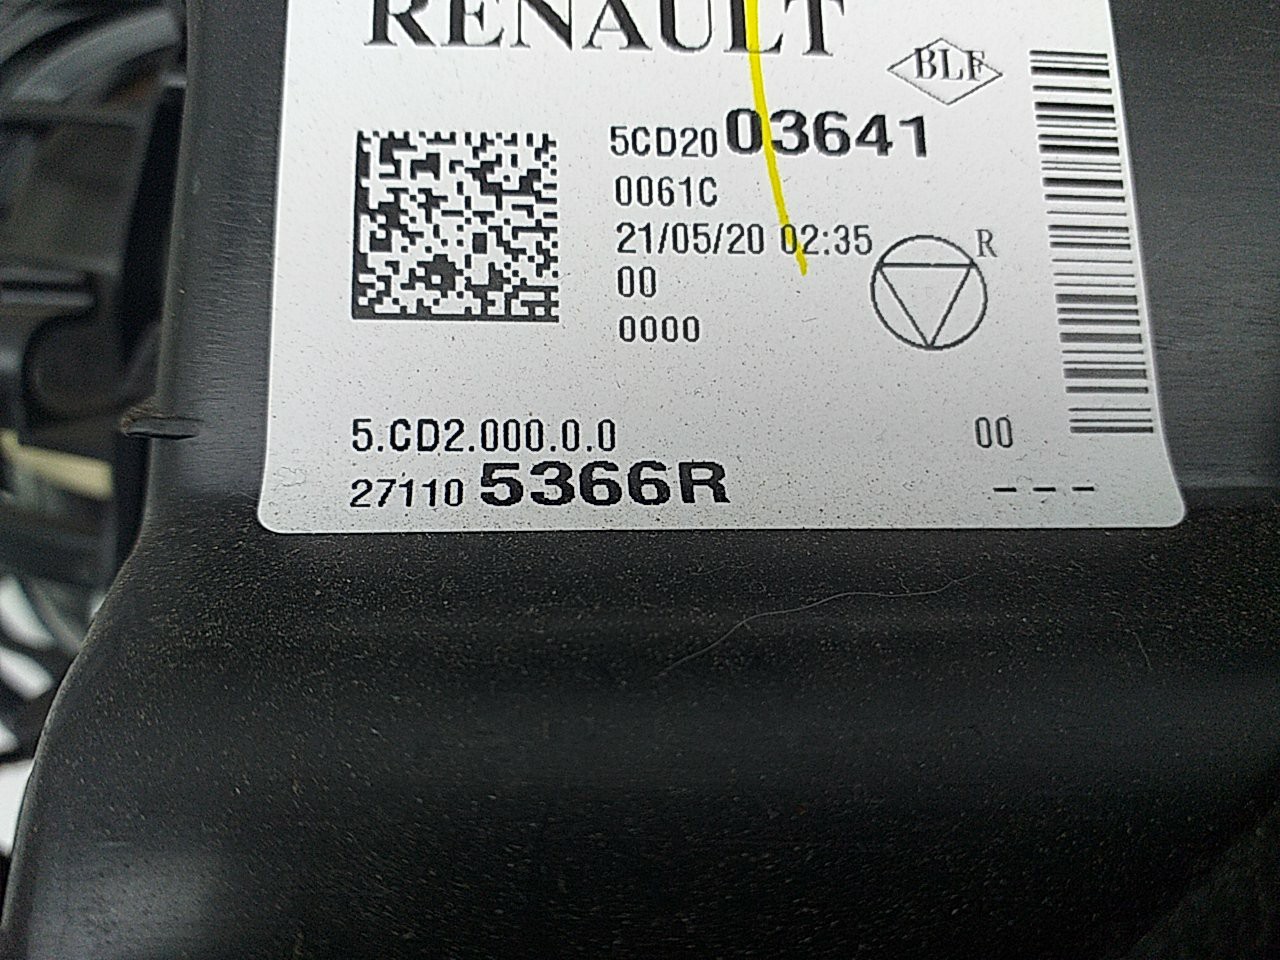 RENAULT
BLF
5CD20 03641
0061C
21/05/20 02:35
R
00
0000
5.CD2.000.0.0
00
27110 5366R
---